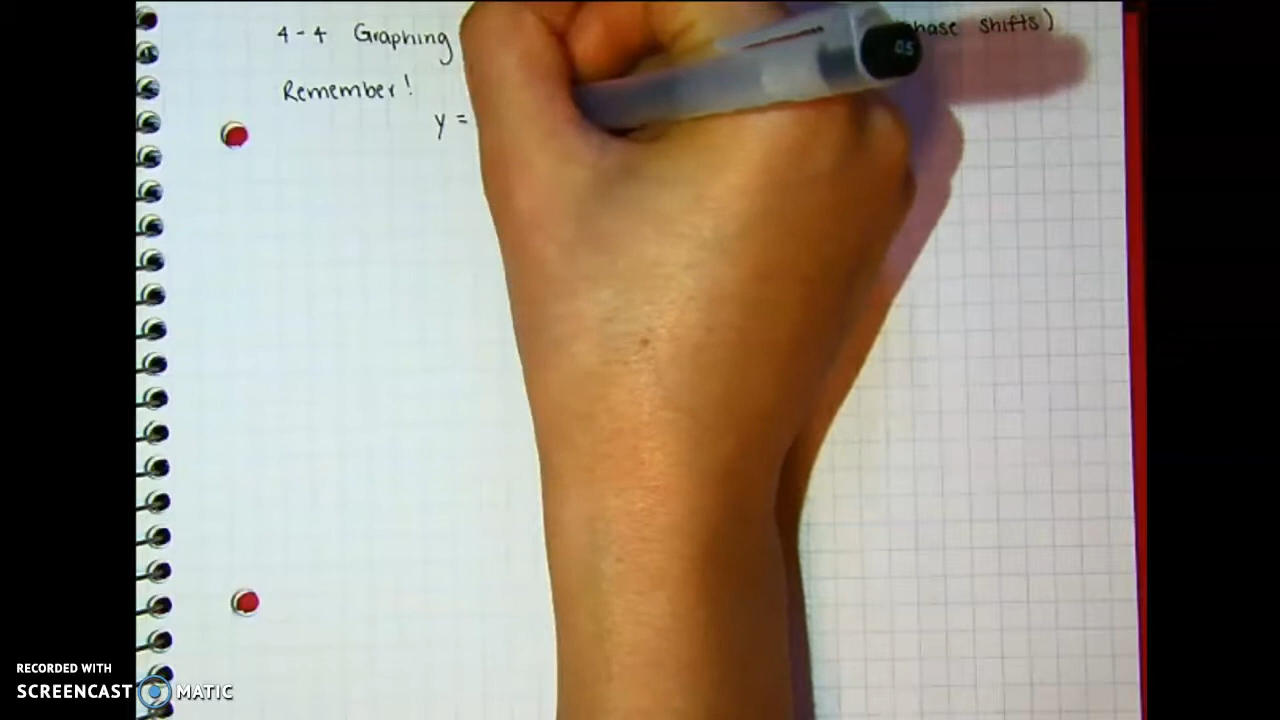 4-4 Graphing hase shifts)
Remember!
y =
0.5
RECORDED WITH
SCREENCAST MATIC